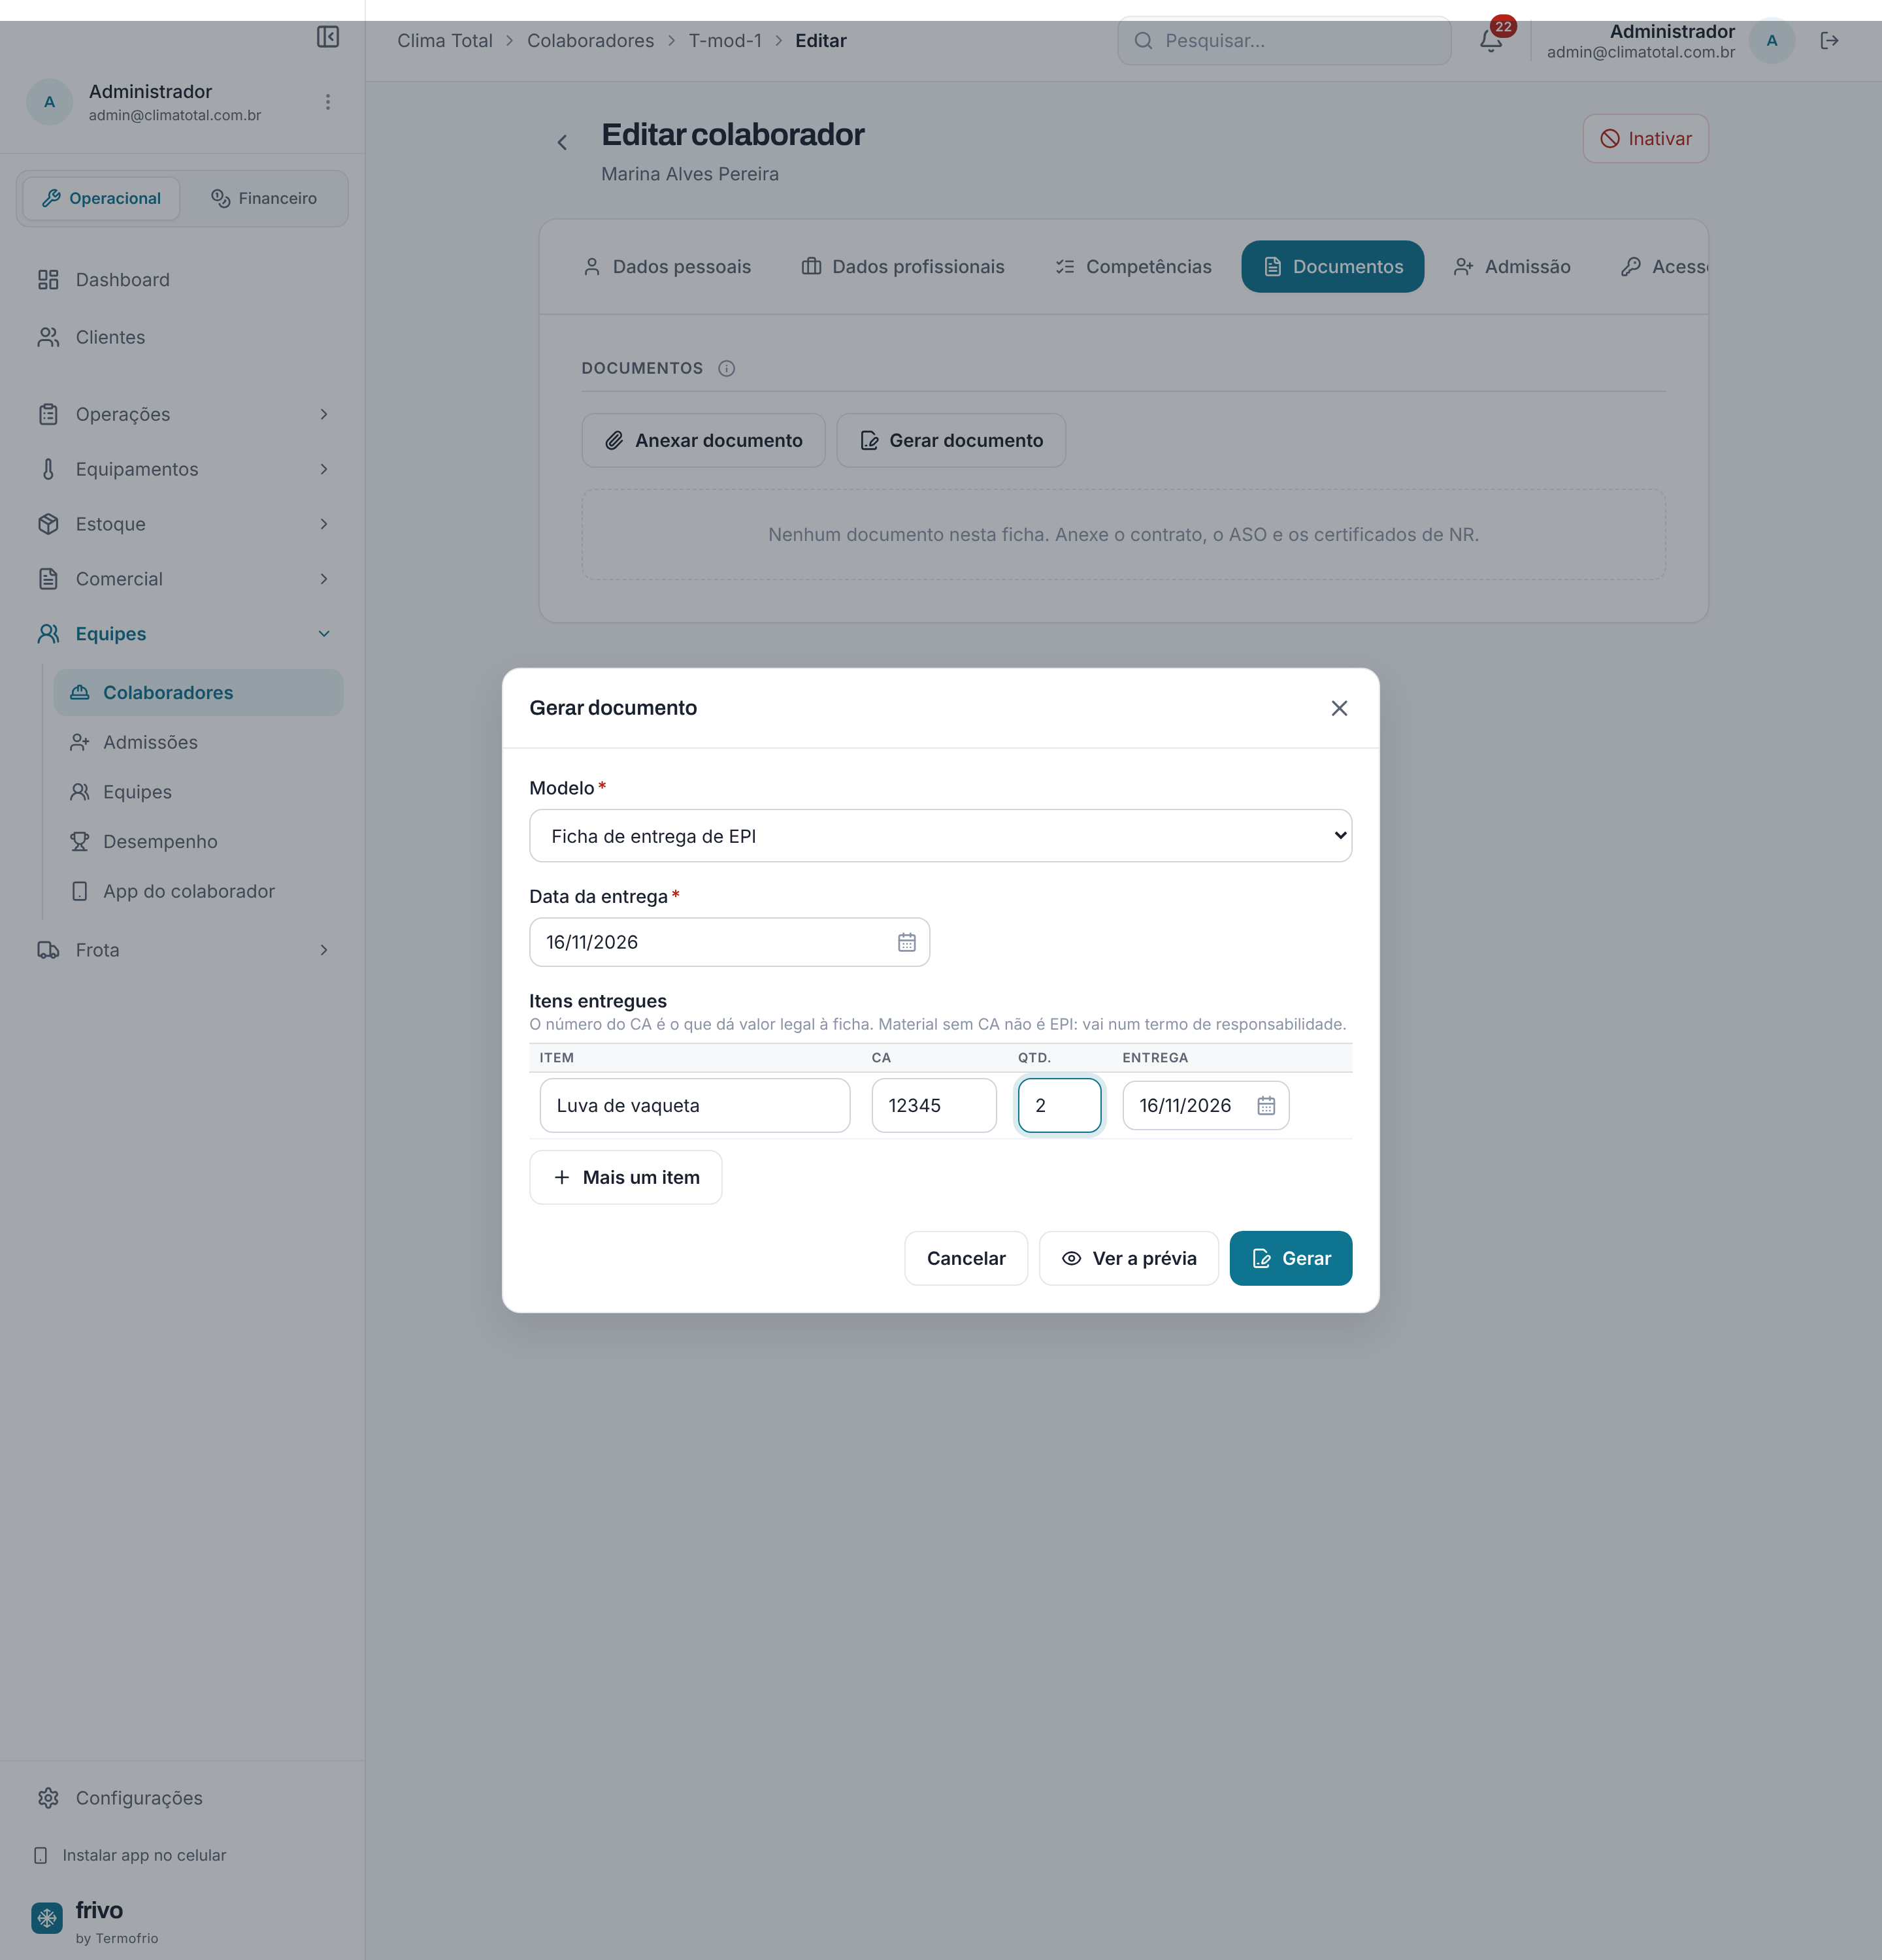 Clima Total > Colaboradores > T-mod-1 > Editar
Pesquisar...
22
Administrador
admin@climatotal.com.br
A
A
Administrador
admin@climatotal.com.br
Operacional
Financeiro
Dashboard
Clientes
Operações
Equipamentos
Estoque
Comercial
Equipes
Colaboradores
Admissões
Equipes
Desempenho
App do colaborador
Frota
Configurações
Instalar app no celular
frivo
by Termofrio
Editar colaborador
Marina Alves Pereira
Inativar
Dados pessoais
Dados profissionais
Competências
Documentos
Admissão
Acess
DOCUMENTOS
Anexar documento
Gerar documento
Nenhum documento nesta ficha. Anexe o contrato, o ASO e os certificados de NR.
Gerar documento
Modelo *
Ficha de entrega de EPI
Data da entrega *
16/11/2026
Itens entregues
O número do CA é o que dá valor legal à ficha. Material sem CA não é EPI: vai num termo de responsabilidade.
ITEM CA QTD. ENTREGA
Luva de vaqueta 12345 2 16/11/2026
+ Mais um item
Cancelar
Ver a prévia
Gerar